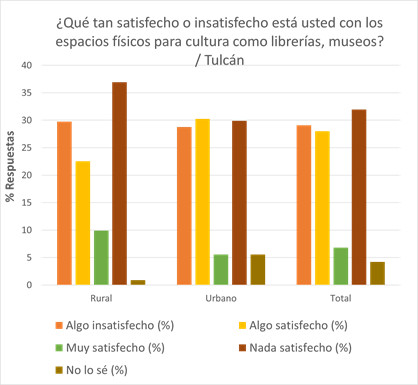 ¿Qué tan satisfecho o insatisfecho está usted con los
espacios físicos para cultura como librerías, museos?
/ Tulcán
% Respuestas
40
35
30
25
20
15
10
5
0
Rural
Urbano
Total
Algo insatisfecho (%)
Algo satisfecho (%)
Muy satisfecho (%)
Nada satisfecho (%)
No lo sé (%)